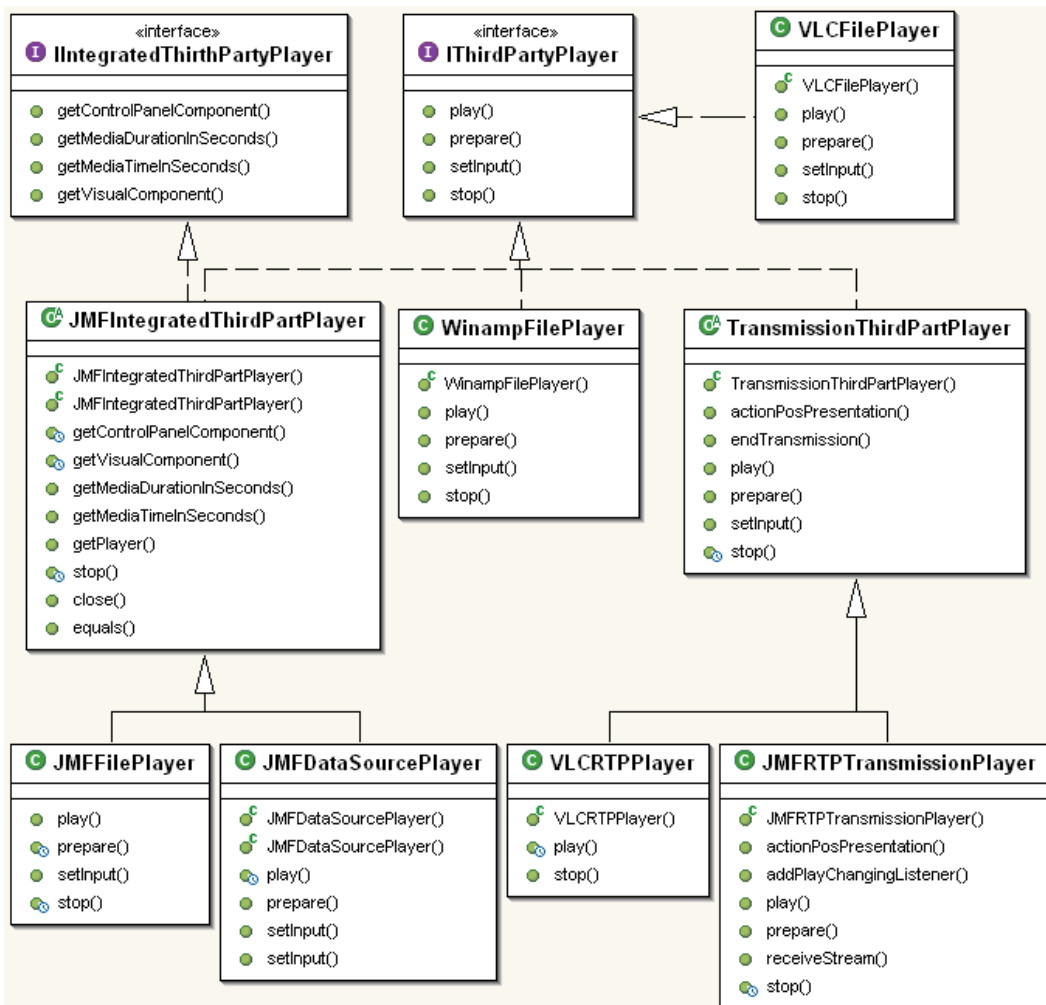 «interface»
I IIntegratedThirthPartyPlayer
getControlPanelComponent()
getMediaDurationInSeconds()
getMediaTimeInSeconds()
getVisualComponent()
«interface»
I IThirdPartyPlayer
play()
prepare()
setInput()
stop()
C VLCFilePlayer
C VLCFilePlayer()
play()
prepare()
setInput()
stop()
C A JMFIntegratedThirdPartPlayer
C JMFIntegratedThirdPartPlayer()
C JMFIntegratedThirdPartPlayer()
getControlPanelComponent()
getVisualComponent()
getMediaDurationInSeconds()
getMediaTimeInSeconds()
getPlayer()
stop()
close()
equals()
C WinampFilePlayer
C WinampFilePlayer()
play()
prepare()
setInput()
stop()
C A TransmissionThirdPartPlayer
C TransmissionThirdPartPlayer()
actionPosPresentation()
endTransmission()
play()
prepare()
setInput()
stop()
C JMFFilePlayer
play()
prepare()
setInput()
stop()
C JMFDataSourcePlayer
C JMFDataSourcePlayer()
C JMFDataSourcePlayer()
play()
prepare()
setInput()
setInput()
C VLCRTPPlayer
C VLCRTPPlayer()
play()
stop()
C JMFRTPTransmissionPlayer
C JMFRTPTransmissionPlayer()
actionPosPresentation()
addPlayChangingListener()
play()
prepare()
receiveStream()
stop()